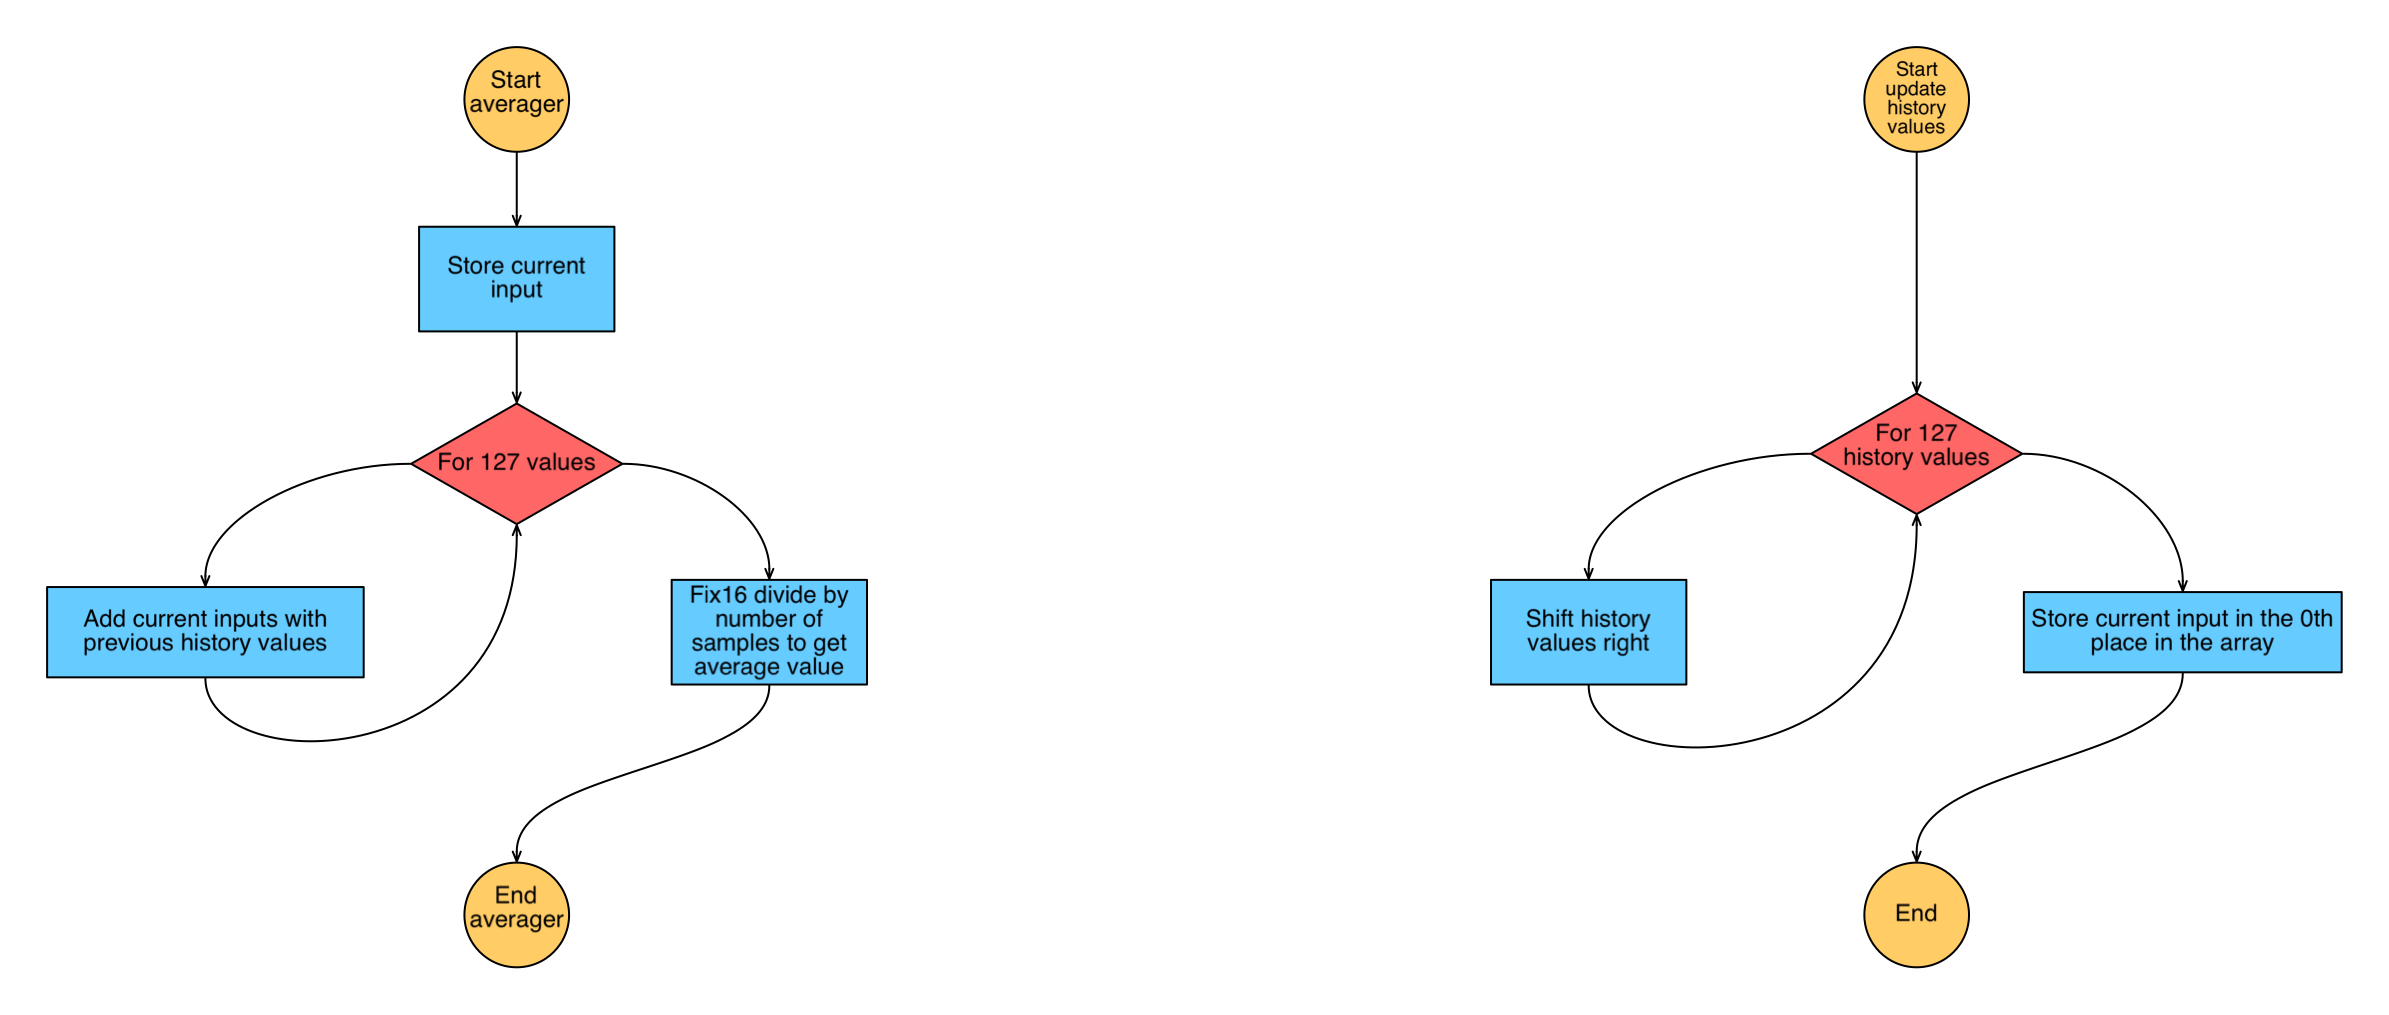 Start
averager
Store current
input
For 127 values
Add current inputs with
previous history values
Fix16 divide by
number of
samples to get
average value
End
averager
Start
update
history
values
For 127
history values
Shift history
values right
Store current input in the 0th
place in the array
End